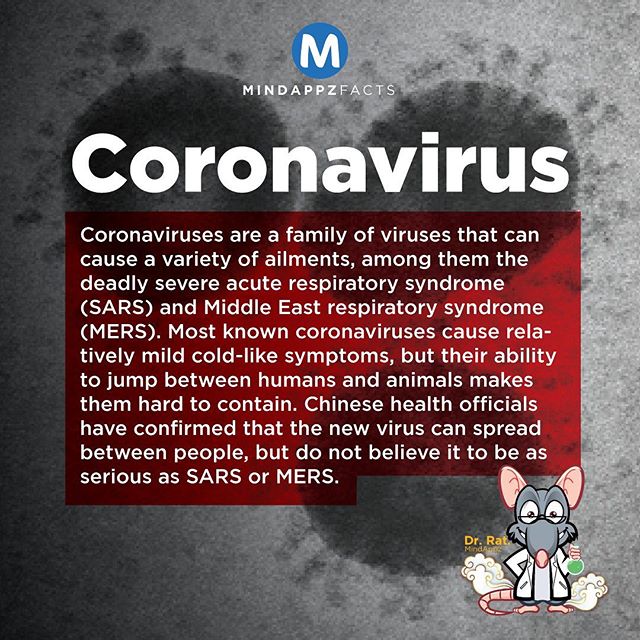 M
MINDAPPZFACTS
Coronavirus
Coronaviruses are a family of viruses that can
cause a variety of ailments, among them the
deadly severe acute respiratory syndrome
(SARS) and Middle East respiratory syndrome
(MERS). Most known coronaviruses cause rela-
tively mild cold-like symptoms, but their ability
to jump between humans and animals makes
them hard to contain. Chinese health officials
have confirmed that the new virus can spread
between people, but do not believe it to be as
serious as SARS or MERS.
Dr. Rat.
MindAppz